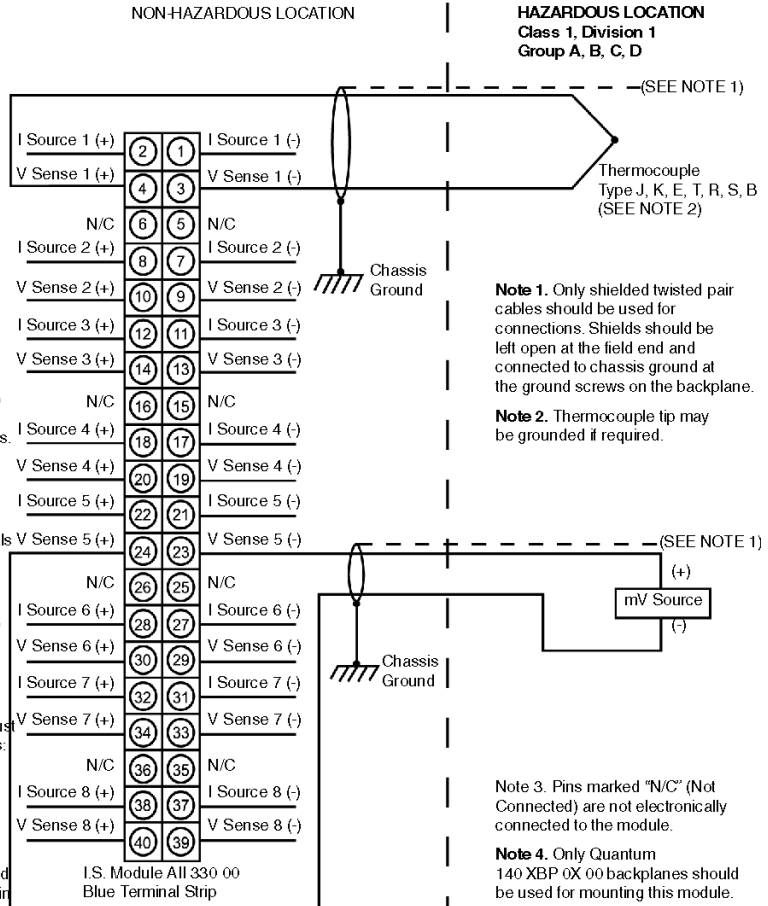 NON-HAZARDOUS LOCATION
HAZARDOUS LOCATION
Class 1, Division 1
Group A, B, C, D
(SEE NOTE 1)
I Source 1 (+) 2 1 I Source 1 (-)
V Sense 1 (+) 4 3 V Sense 1 (-)
Thermocouple
Type J, K, E, T, R, S, B
(SEE NOTE 2)
N/C 6 5 N/C
I Source 2 (+) 8 7 I Source 2 (-)
Chassis
Ground
V Sense 2 (+) 10 9 V Sense 2 (-)
I Source 3 (+) 12 11 I Source 3 (-)
V Sense 3 (+) 14 13 V Sense 3 (-)
Note 1. Only shielded twisted pair
cables should be used for
connections. Shields should be
left open at the field end and
connected to chassis ground at
the ground screws on the backplane.
Note 2. Thermocouple tip may
be grounded if required.
N/C 16 15 N/C
s. I Source 4 (+) 18 17 I Source 4 (-)
V Sense 4 (+) 20 19 V Sense 4 (-)
I Source 5 (+) 22 21 I Source 5 (-)
ls V Sense 5 (+) 24 23 V Sense 5 (-)
(SEE NOTE 1)
(+)
mV Source
(-)
N/C 26 25 N/C
I Source 6 (+) 28 27 I Source 6 (-)
V Sense 6 (+) 30 29 V Sense 6 (-)
Chassis
Ground
I Source 7 (+) 32 31 I Source 7 (-)
ust V Sense 7 (+) 34 33 V Sense 7 (-)
s:
N/C 36 35 N/C
I Source 8 (+) 38 37 I Source 8 (-)
V Sense 8 (+) 40 39 V Sense 8 (-)
Note 3. Pins marked "N/C" (Not
Connected) are not electronically
connected to the module.
Note 4. Only Quantum
140 XBP 0X 00 backplanes should
be used for mounting this module.
d
in
I.S. Module AII 330 00
Blue Terminal Strip